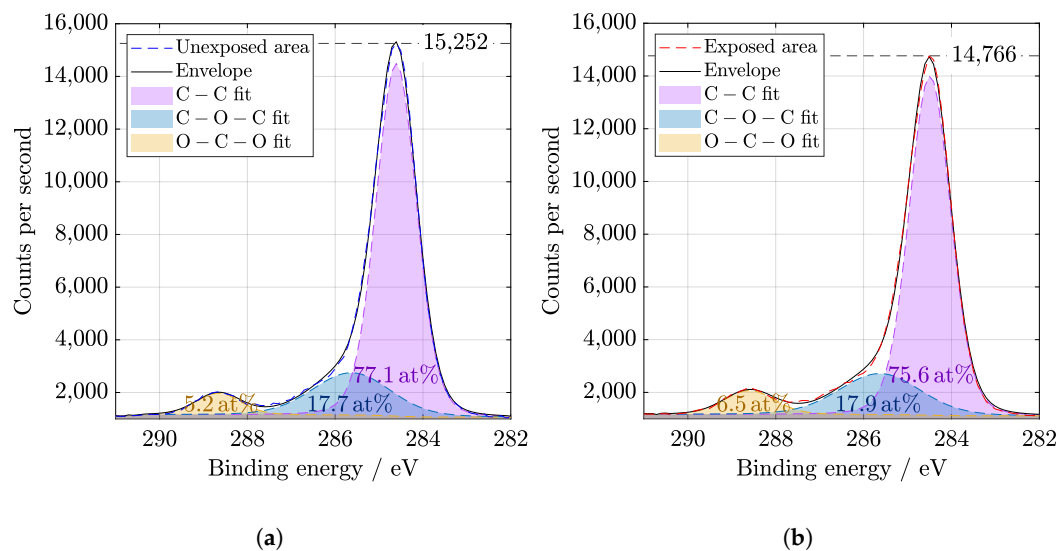 16,000
14,000
12,000
10,000
8,000
6,000
4,000
2,000
Counts per second
15,252
Unexposed area
Envelope
C – C fit
C – O – C fit
O – C – O fit
77.1 at%
5.2 at%
17.7 at%
290
288
286
284
282
Binding energy / eV
(a)
16,000
14,000
12,000
10,000
8,000
6,000
4,000
2,000
Counts per second
14,766
Exposed area
Envelope
C – C fit
C – O – C fit
O – C – O fit
75.6 at%
6.5 at%
17.9 at%
290
288
286
284
282
Binding energy / eV
(b)